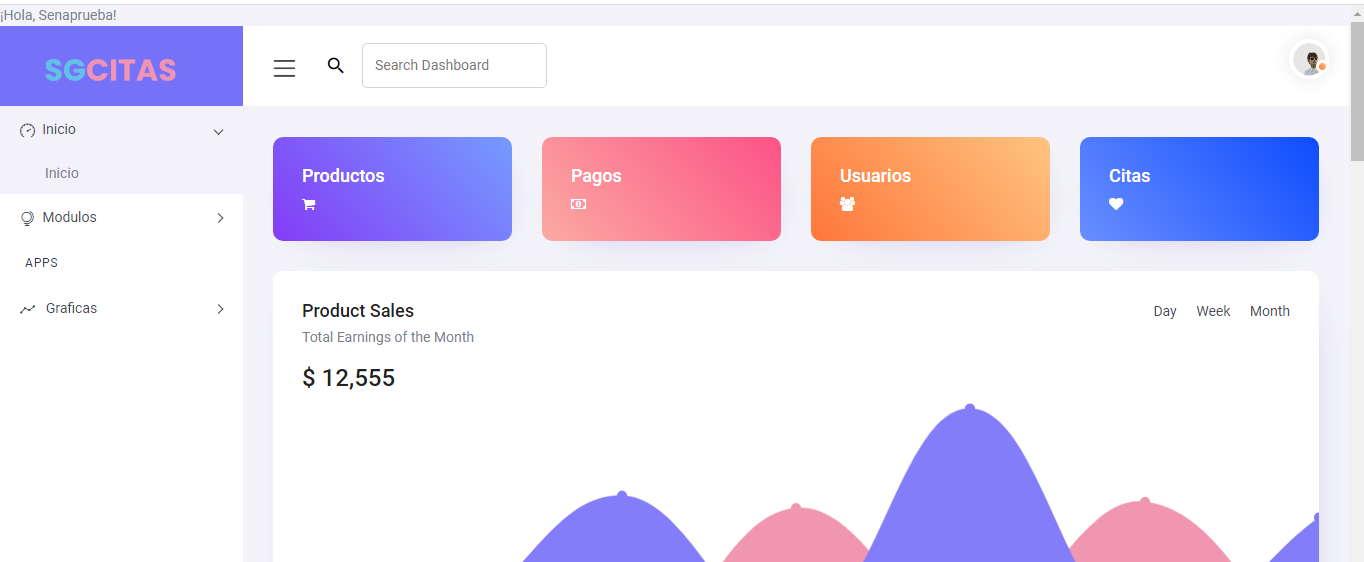 ¡Hola, Senaprueba!
SGCITAS
Search Dashboard
Inicio
Inicio
Modulos
APPS
Graficas
Productos
Pagos
Usuarios
Citas
Product Sales
Day Week Month
Total Earnings of the Month
$ 12,555